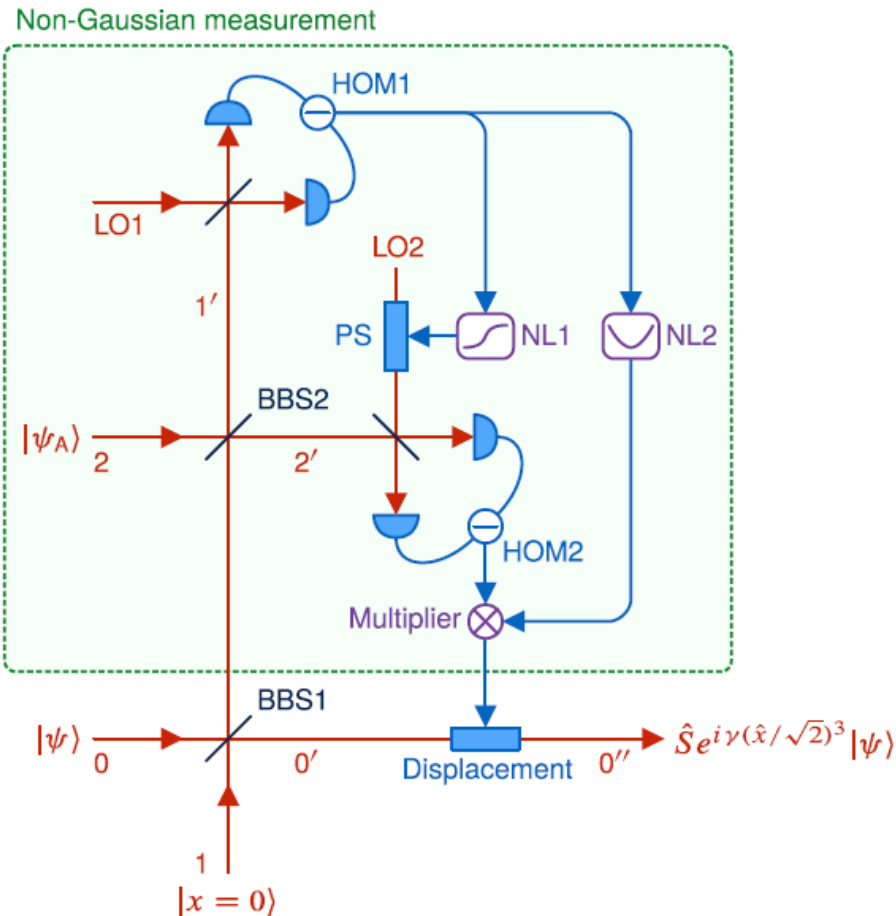 Non-Gaussian measurement
HOM1
LO1
LO2
1′
PS
NL1
NL2
BBS2
|ψ_A⟩
2
2′
HOM2
Multiplier
BBS1
|ψ⟩
0
0′
Displacement
0″
Ŝe^{iγ(x̂/√2)^3}|ψ⟩
1
|x = 0⟩